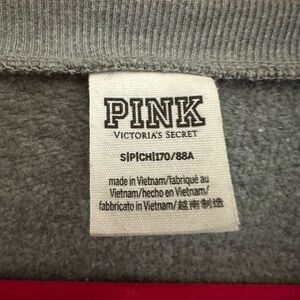 PINK
VICTORIA'S SECRET
S|P|CH|170/88A
made in Vietnam/fabriqué au
Vietnam/hecho en Vietnam/
fabbricato in Vietnam/越南制造